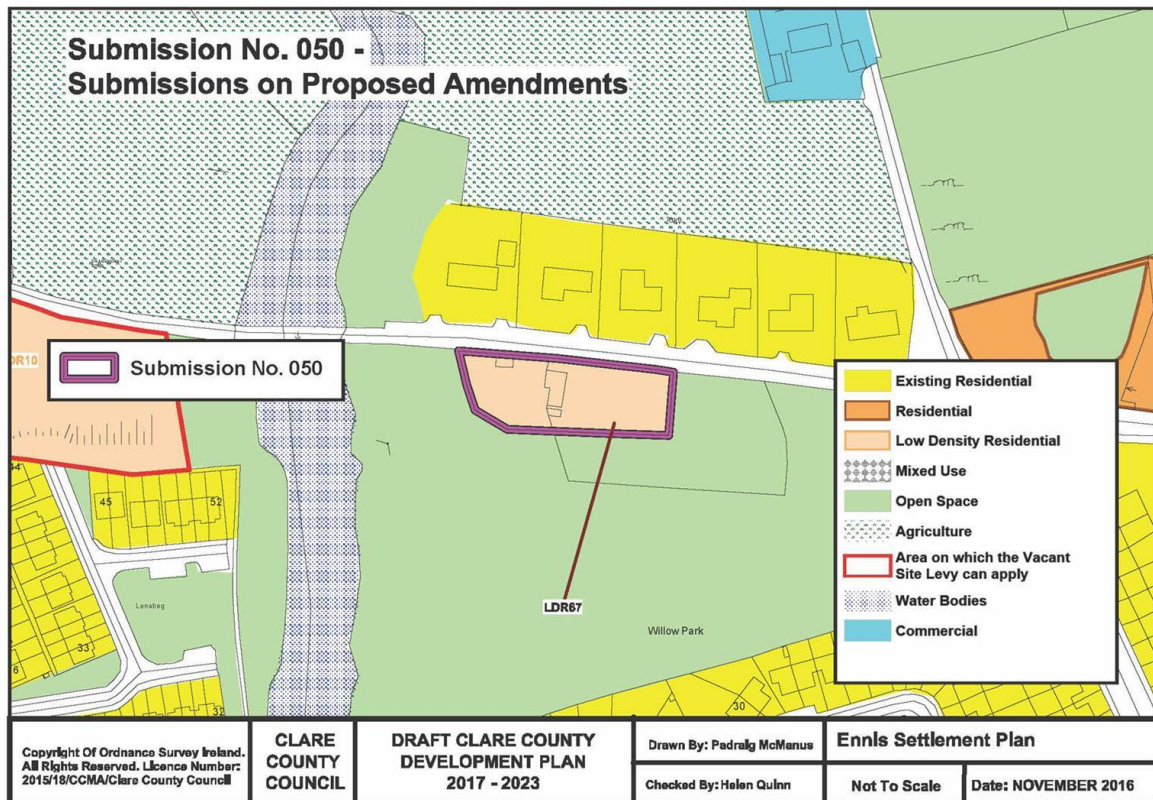 Submission No. 050 -
Submissions on Proposed Amendments
DR10
Submission No. 050
Existing Residential
Residential
Low Density Residential
Mixed Use
Open Space
Agriculture
Area on which the Vacant
Site Levy can apply
Water Bodies
Commercial
44
45
52
LDR67
Lenabeg
Willow Park
33
6
32
30
Copyright Of Ordnance Survey Ireland.
All Rights Reserved. Licence Number:
2015/18/CCMA/Clare County Council
CLARE
COUNTY
COUNCIL
DRAFT CLARE COUNTY
DEVELOPMENT PLAN
2017 - 2023
Drawn By: Padraig McManus
Checked By: Helen Quinn
Ennis Settlement Plan
Not To Scale
Date: NOVEMBER 2016